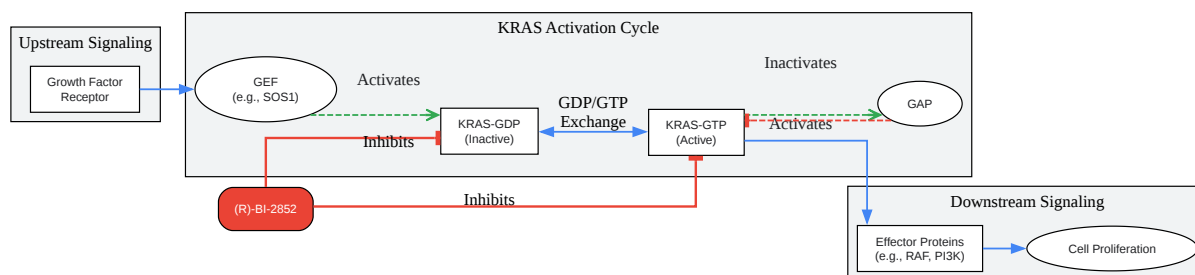 KRAS Activation Cycle
Upstream Signaling
Growth Factor
Receptor
GEF
(e.g., SOS1)
Activates
Inactivates
GDP/GTP
Exchange
KRAS-GDP
(Inactive)
KRAS-GTP
(Active)
GAP
Activates
Inhibits
(R)-BI-2852
Inhibits
Downstream Signaling
Effector Proteins
(e.g., RAF, PI3K)
Cell Proliferation